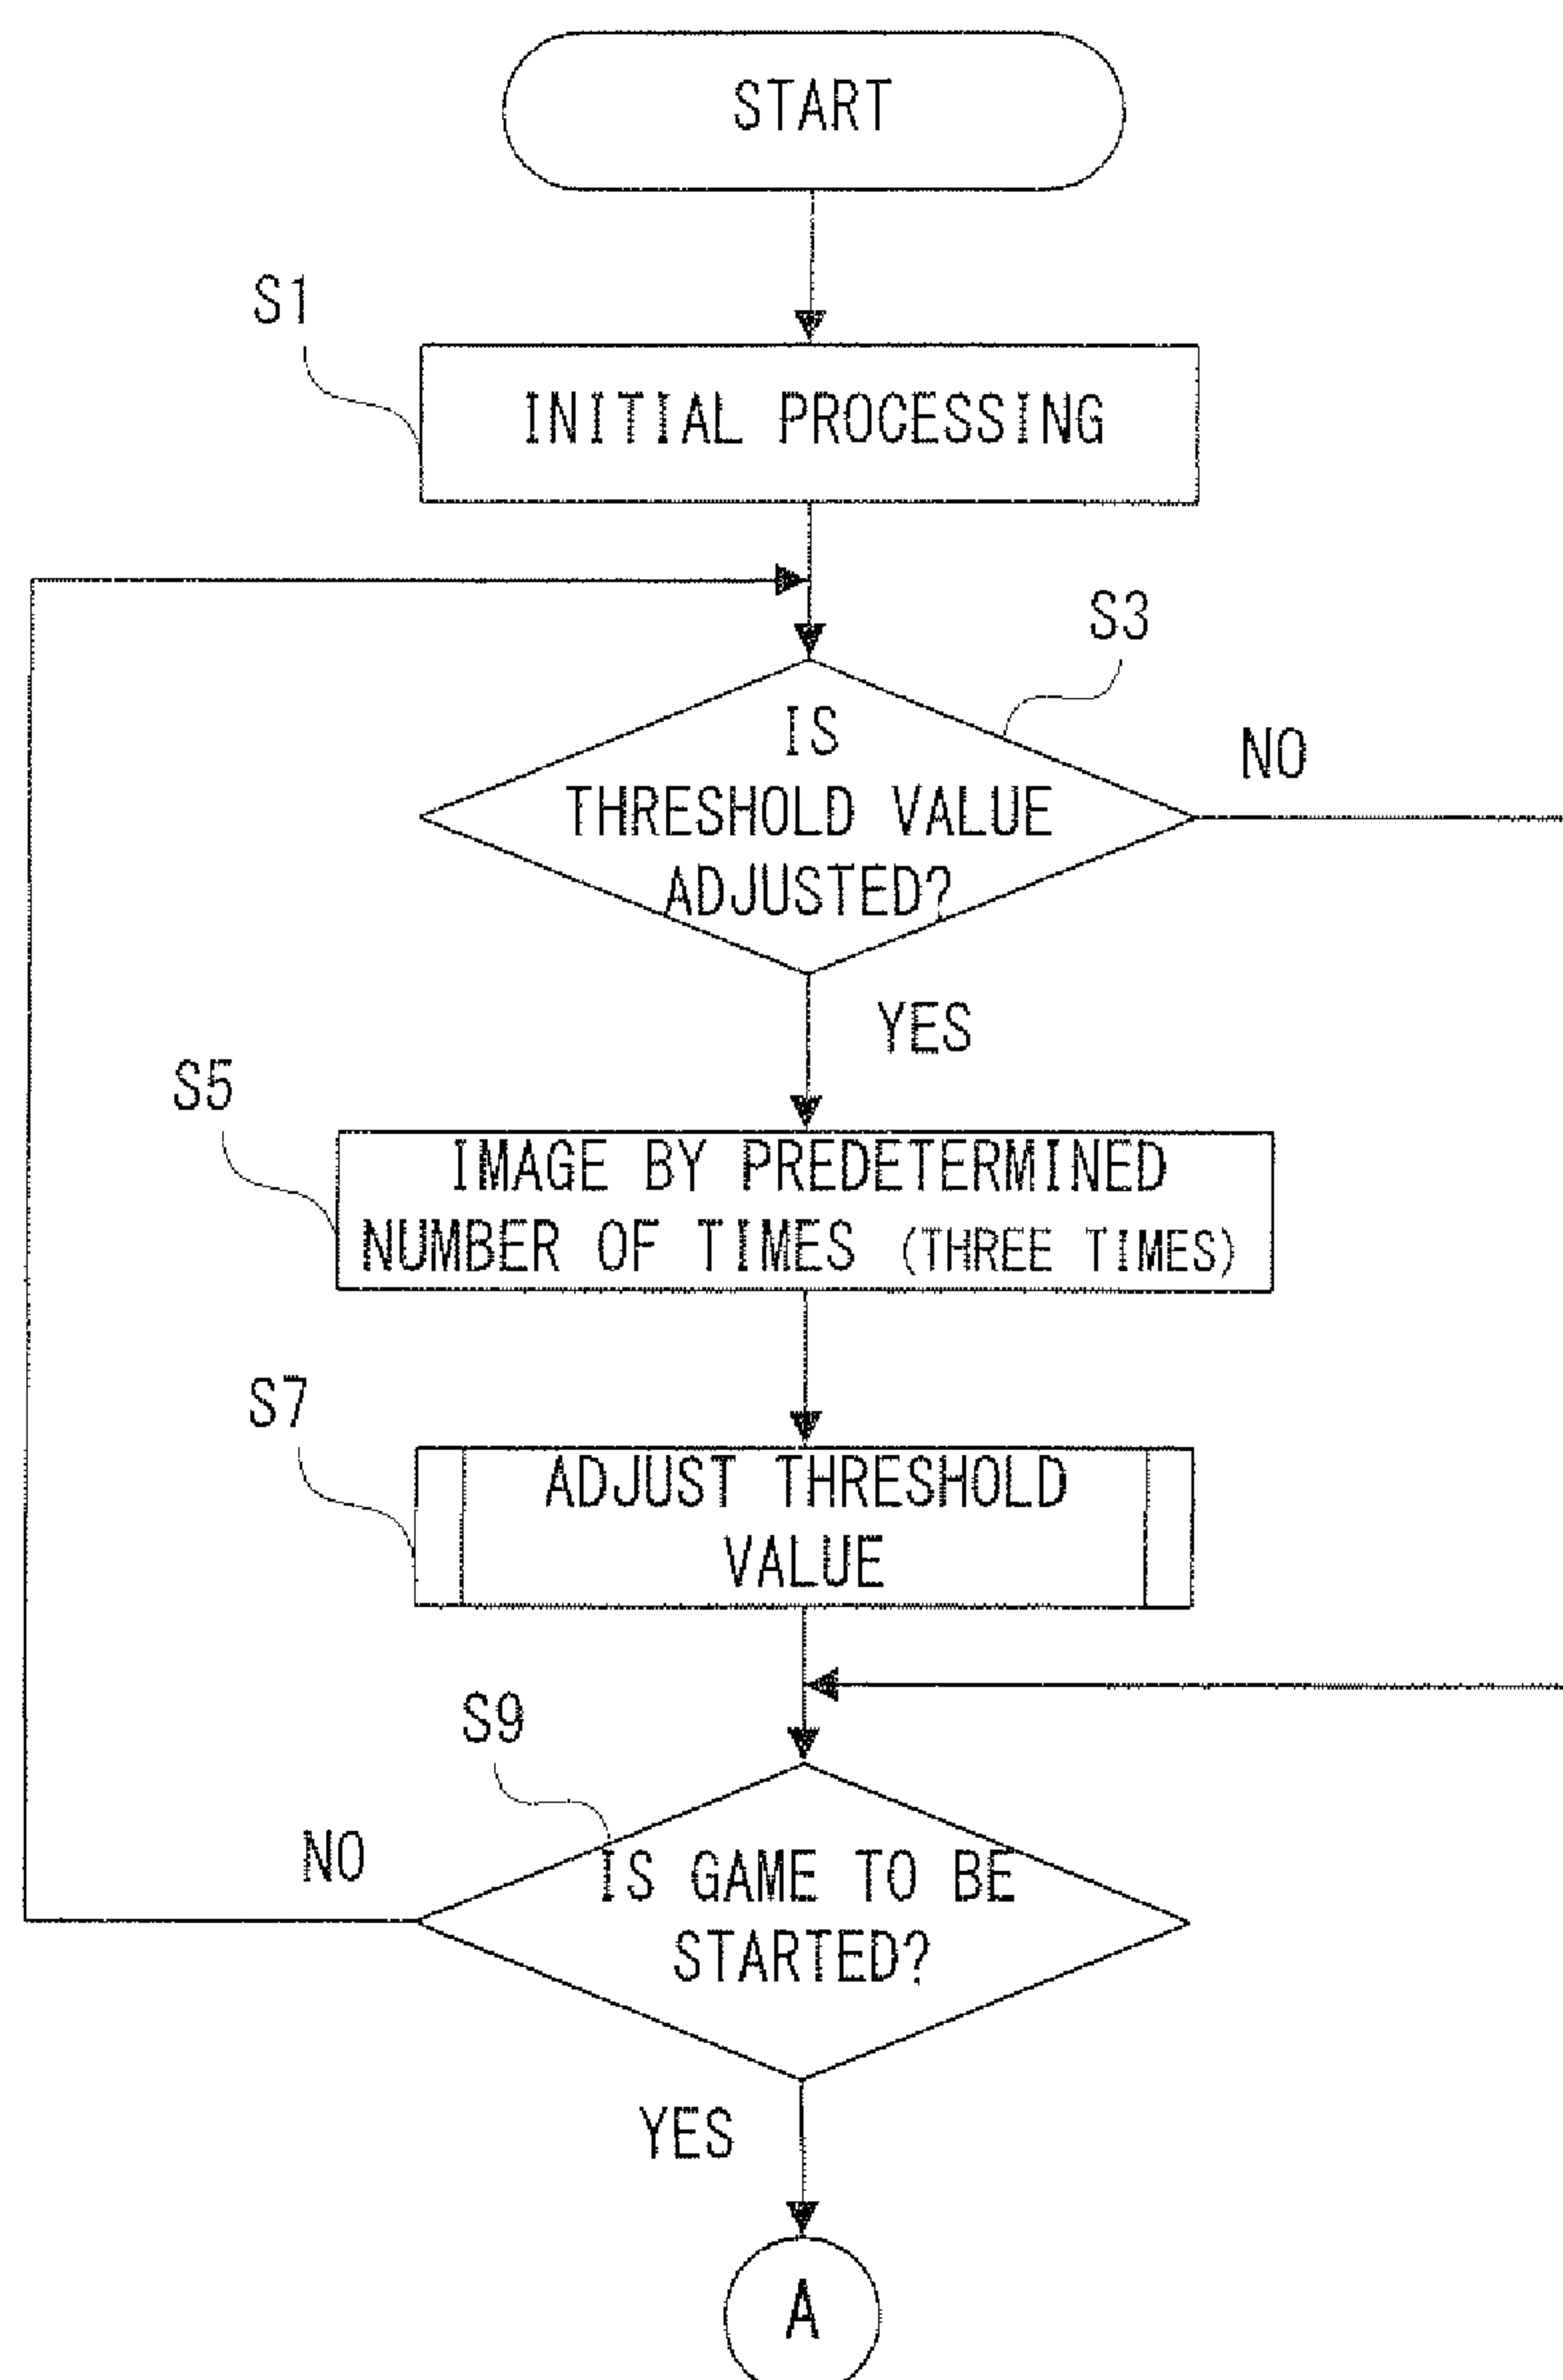 START
S1
INITIAL PROCESSING
S3
IS
THRESHOLD VALUE
ADJUSTED?
NO
YES
S5
IMAGE BY PREDETERMINED
NUMBER OF TIMES (THREE TIMES)
S7
ADJUST THRESHOLD
VALUE
S9
IS GAME TO BE
STARTED?
NO
YES
A